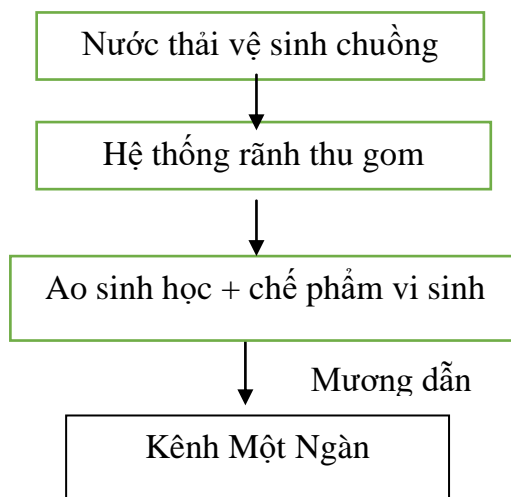 Nước thải vệ sinh chuồng
Hệ thống rãnh thu gom
Ao sinh học + chế phẩm vi sinh
Mương dẫn
Kênh Một Ngàn